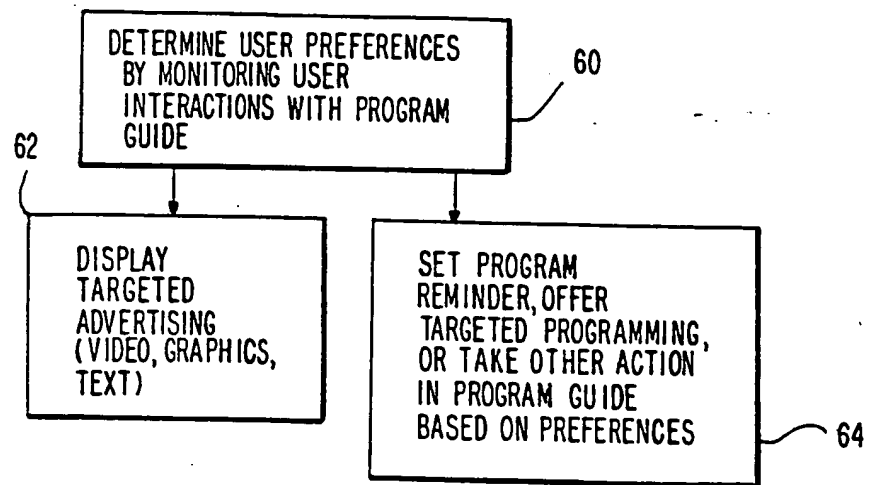 DETERMINE USER PREFERENCES
BY MONITORING USER
INTERACTIONS WITH PROGRAM
GUIDE
60
62
DISPLAY
TARGETED
ADVERTISING
(VIDEO, GRAPHICS,
TEXT)
SET PROGRAM
REMINDER, OFFER
TARGETED PROGRAMMING,
OR TAKE OTHER ACTION
IN PROGRAM GUIDE
BASED ON PREFERENCES
64